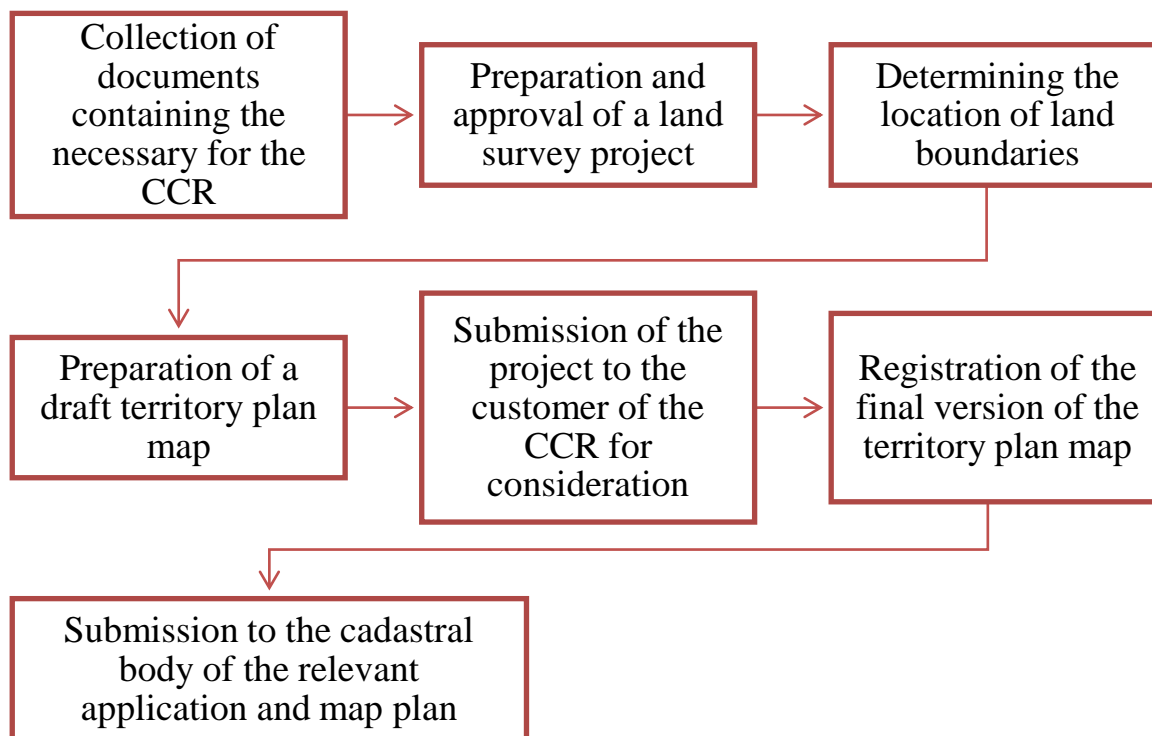 Collection of
documents
containing the
necessary for the
CCR
Preparation and
approval of a land
survey project
Determining the
location of land
boundaries
Preparation of a
draft territory plan
map
Submission of the
project to the
customer of the
CCR for
consideration
Registration of the
final version of the
territory plan map
Submission to the cadastral
body of the relevant
application and map plan